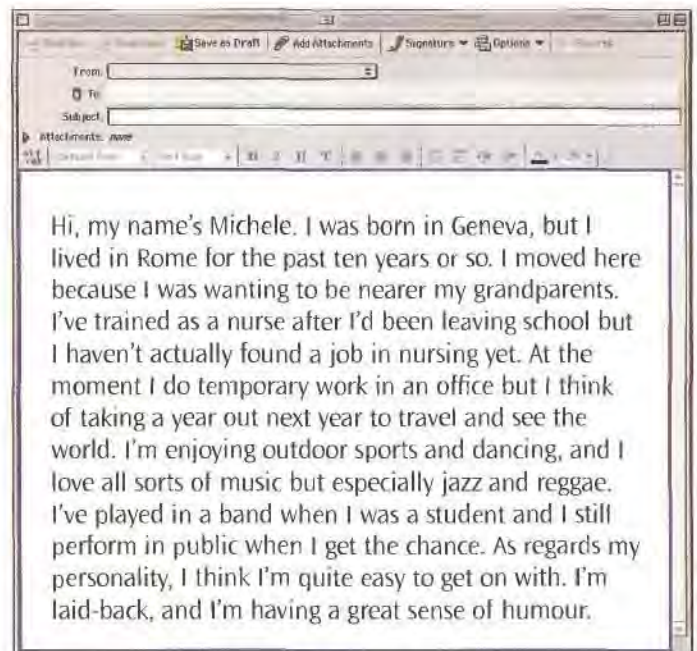 Save as Draft Add Attachments Signature Options
From:
To:
Subject:
Attachments: none
Hi, my name's Michele. I was born in Geneva, but I
lived in Rome for the past ten years or so. I moved here
because I was wanting to be nearer my grandparents.
I've trained as a nurse after I'd been leaving school but
I haven't actually found a job in nursing yet. At the
moment I do temporary work in an office but I think
of taking a year out next year to travel and see the
world. I'm enjoying outdoor sports and dancing, and I
love all sorts of music but especially jazz and reggae.
I've played in a band when I was a student and I still
perform in public when I get the chance. As regards my
personality, I think I'm quite easy to get on with. I'm
laid-back, and I'm having a great sense of humour.